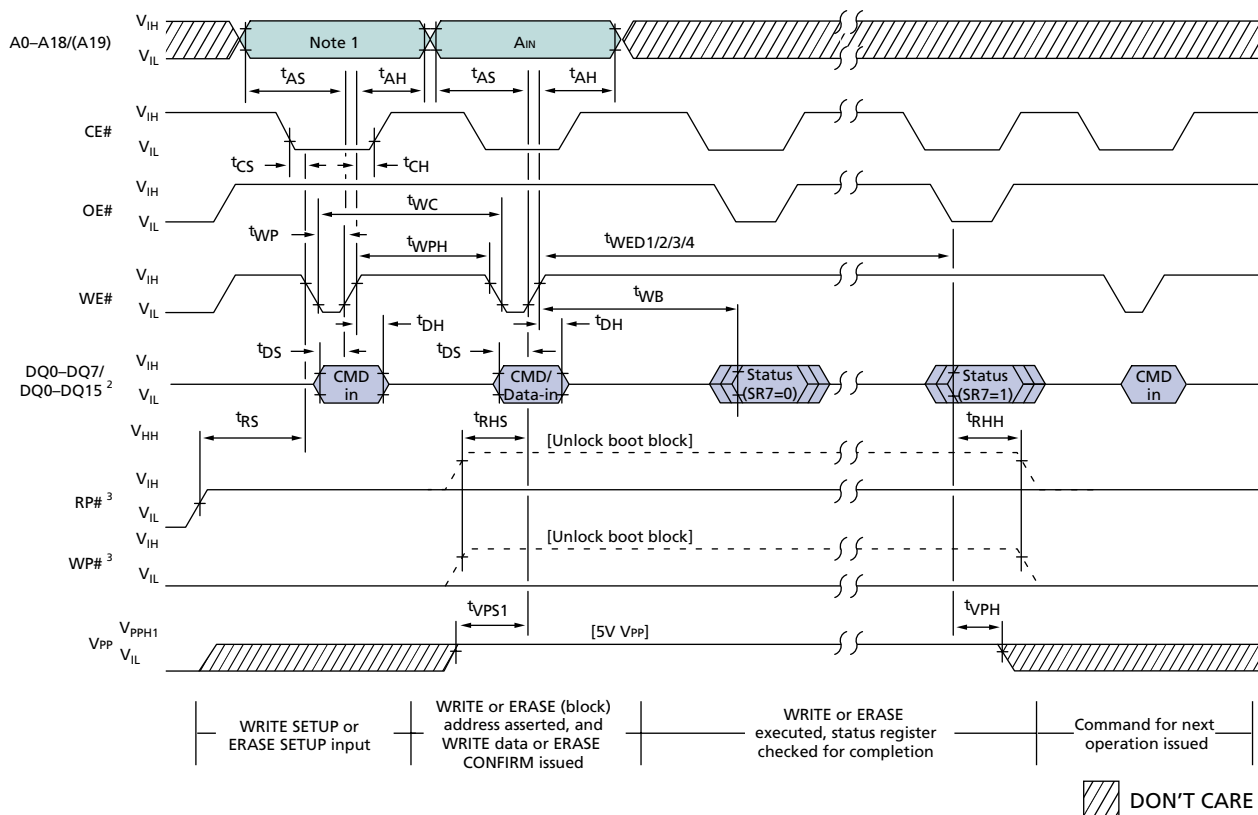 A0–A18/(A19)
VIH
VIL
Note 1
AIN
tAS
tAH
tAS
tAH
CE#
VIH
VIL
tCS
tCH
OE#
VIH
VIL
tWC
tWP
tWPH
tWED1/2/3/4
WE#
VIH
VIL
tWB
tDH
tDH
tDS
tDS
DQ0–DQ7/
DQ0–DQ15 2
VIH
VIL
CMD
in
CMD/
Data-in
Status
(SR7=0)
Status
(SR7=1)
CMD
in
tRS
tRHS
tRHH
VHH
[Unlock boot block]
RP# 3
VIH
VIL
WP# 3
VIH
VIL
[Unlock boot block]
tVPS1
tVPH
VPP
VPPH1
VIL
[5V VPP]
WRITE SETUP or
ERASE SETUP input
WRITE or ERASE (block)
address asserted, and
WRITE data or ERASE
CONFIRM issued
WRITE or ERASE
executed, status register
checked for completion
Command for next
operation issued
DON'T CARE